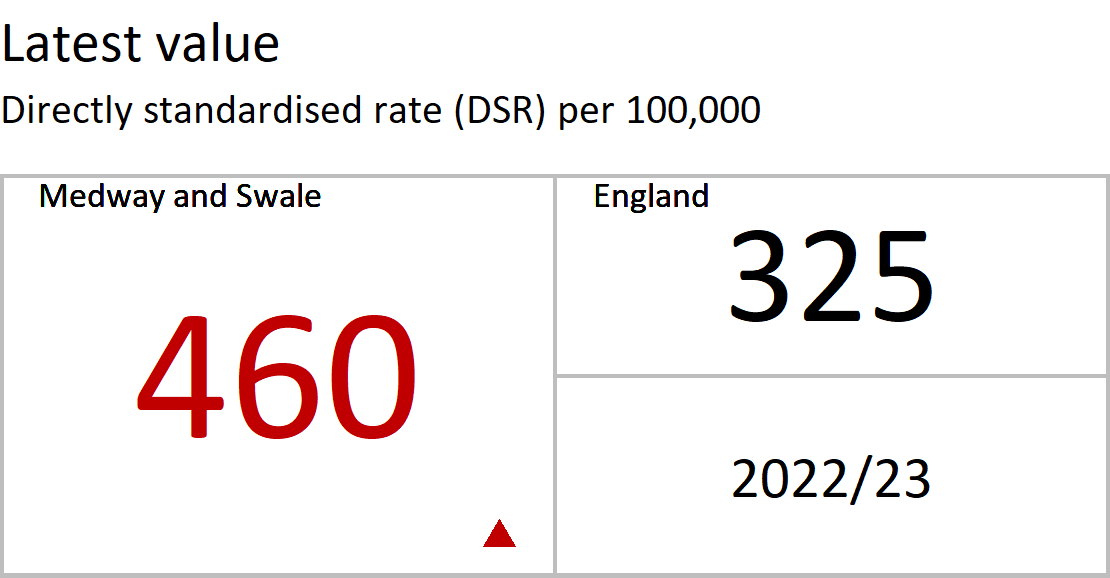 Latest value
Directly standardised rate (DSR) per 100,000
Medway and Swale
460
England
325
2022/23